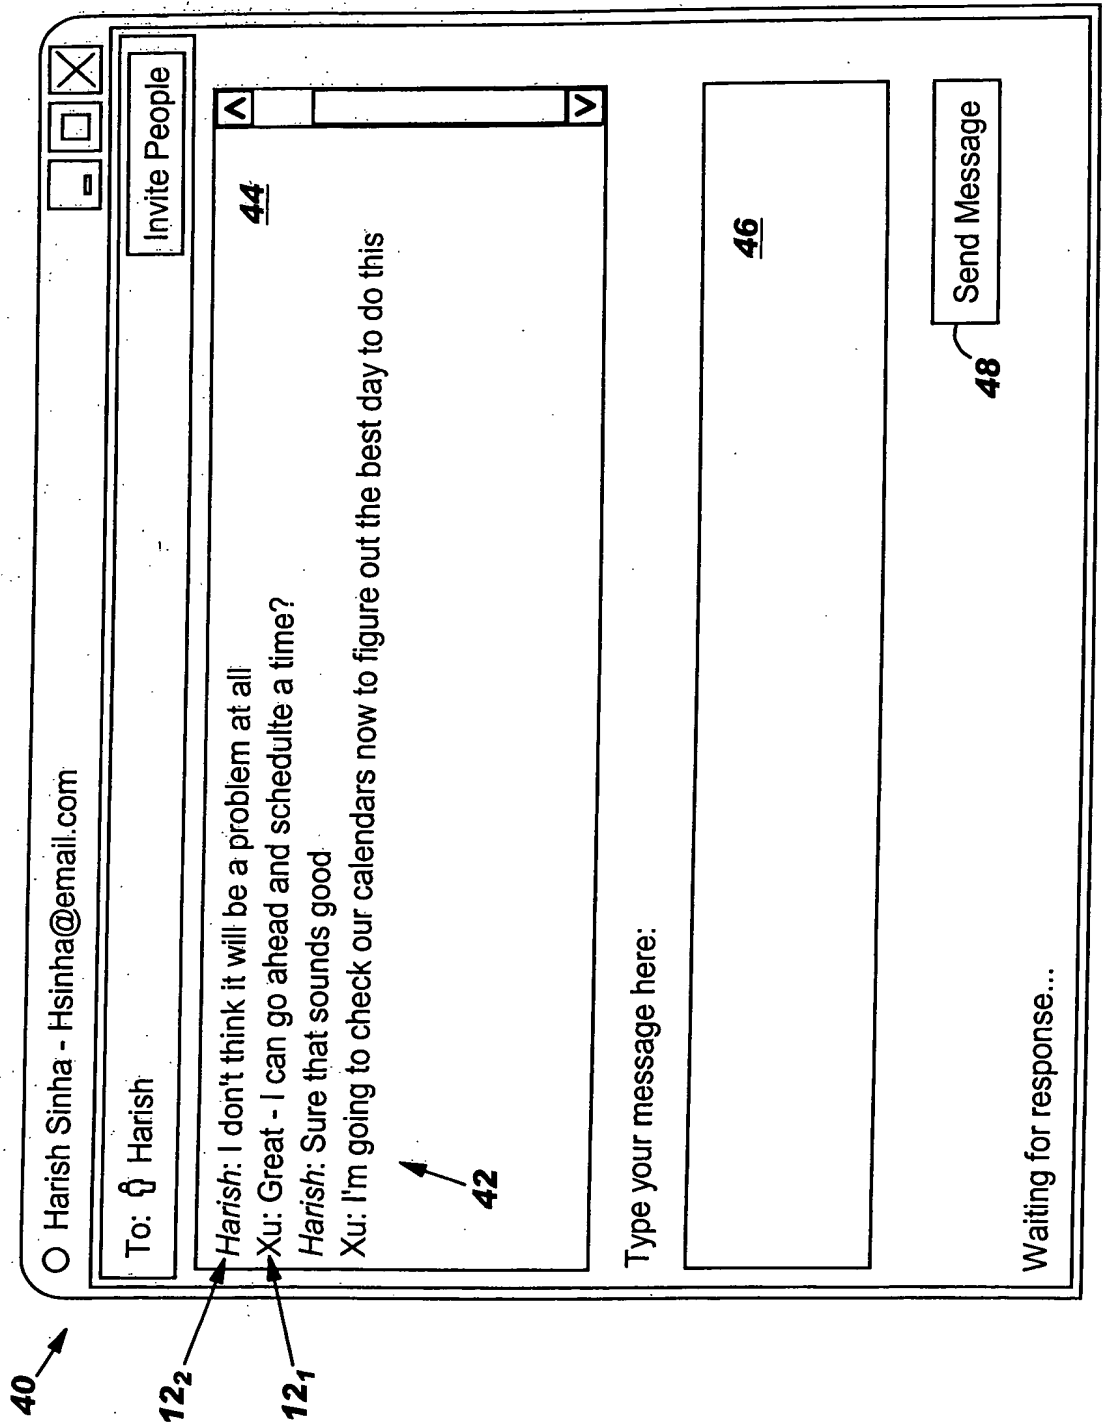 40
Harish Sinha - Hsinha@email.com
To: Harish
Invite People
12₂
Harish: I don't think it will be a problem at all
44
12₁
Xu: Great - I can go ahead and schedulte a time?
Harish: Sure that sounds good
Xu: I'm going to check our calendars now to figure out the best day to do this
42
Type your message here:
46
48
Send Message
Waiting for response...